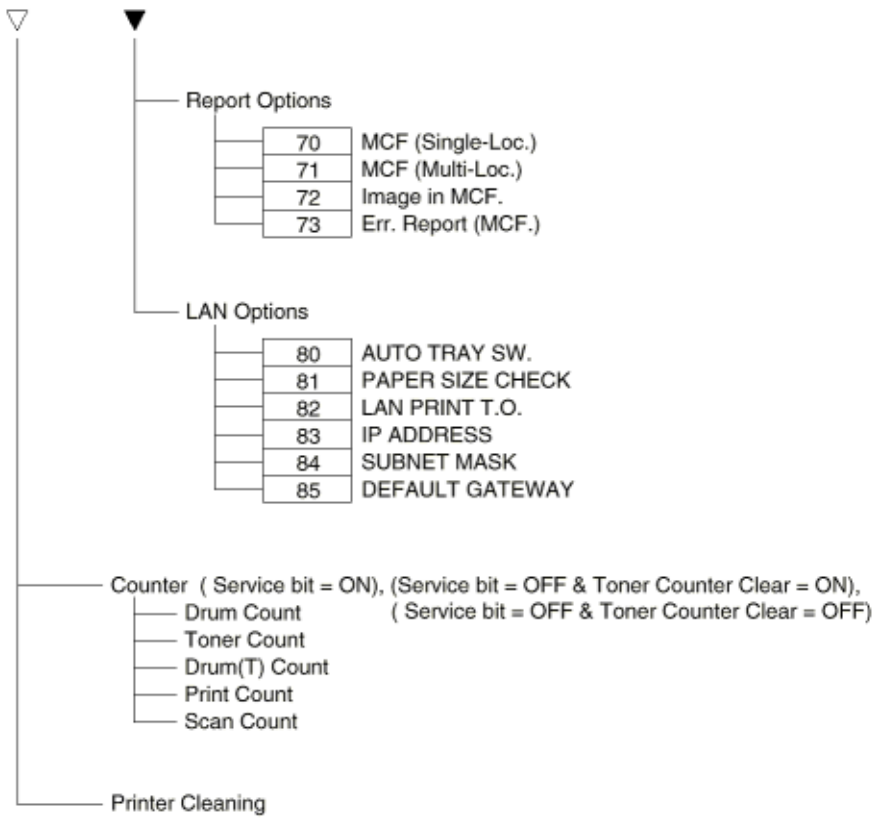 Report Options
70 MCF (Single-Loc.)
71 MCF (Multi-Loc.)
72 Image in MCF.
73 Err. Report (MCF.)
LAN Options
80 AUTO TRAY SW.
81 PAPER SIZE CHECK
82 LAN PRINT T.O.
83 IP ADDRESS
84 SUBNET MASK
85 DEFAULT GATEWAY
Counter ( Service bit = ON), (Service bit = OFF & Toner Counter Clear = ON),
Drum Count ( Service bit = OFF & Toner Counter Clear = OFF)
Toner Count
Drum(T) Count
Print Count
Scan Count
Printer Cleaning